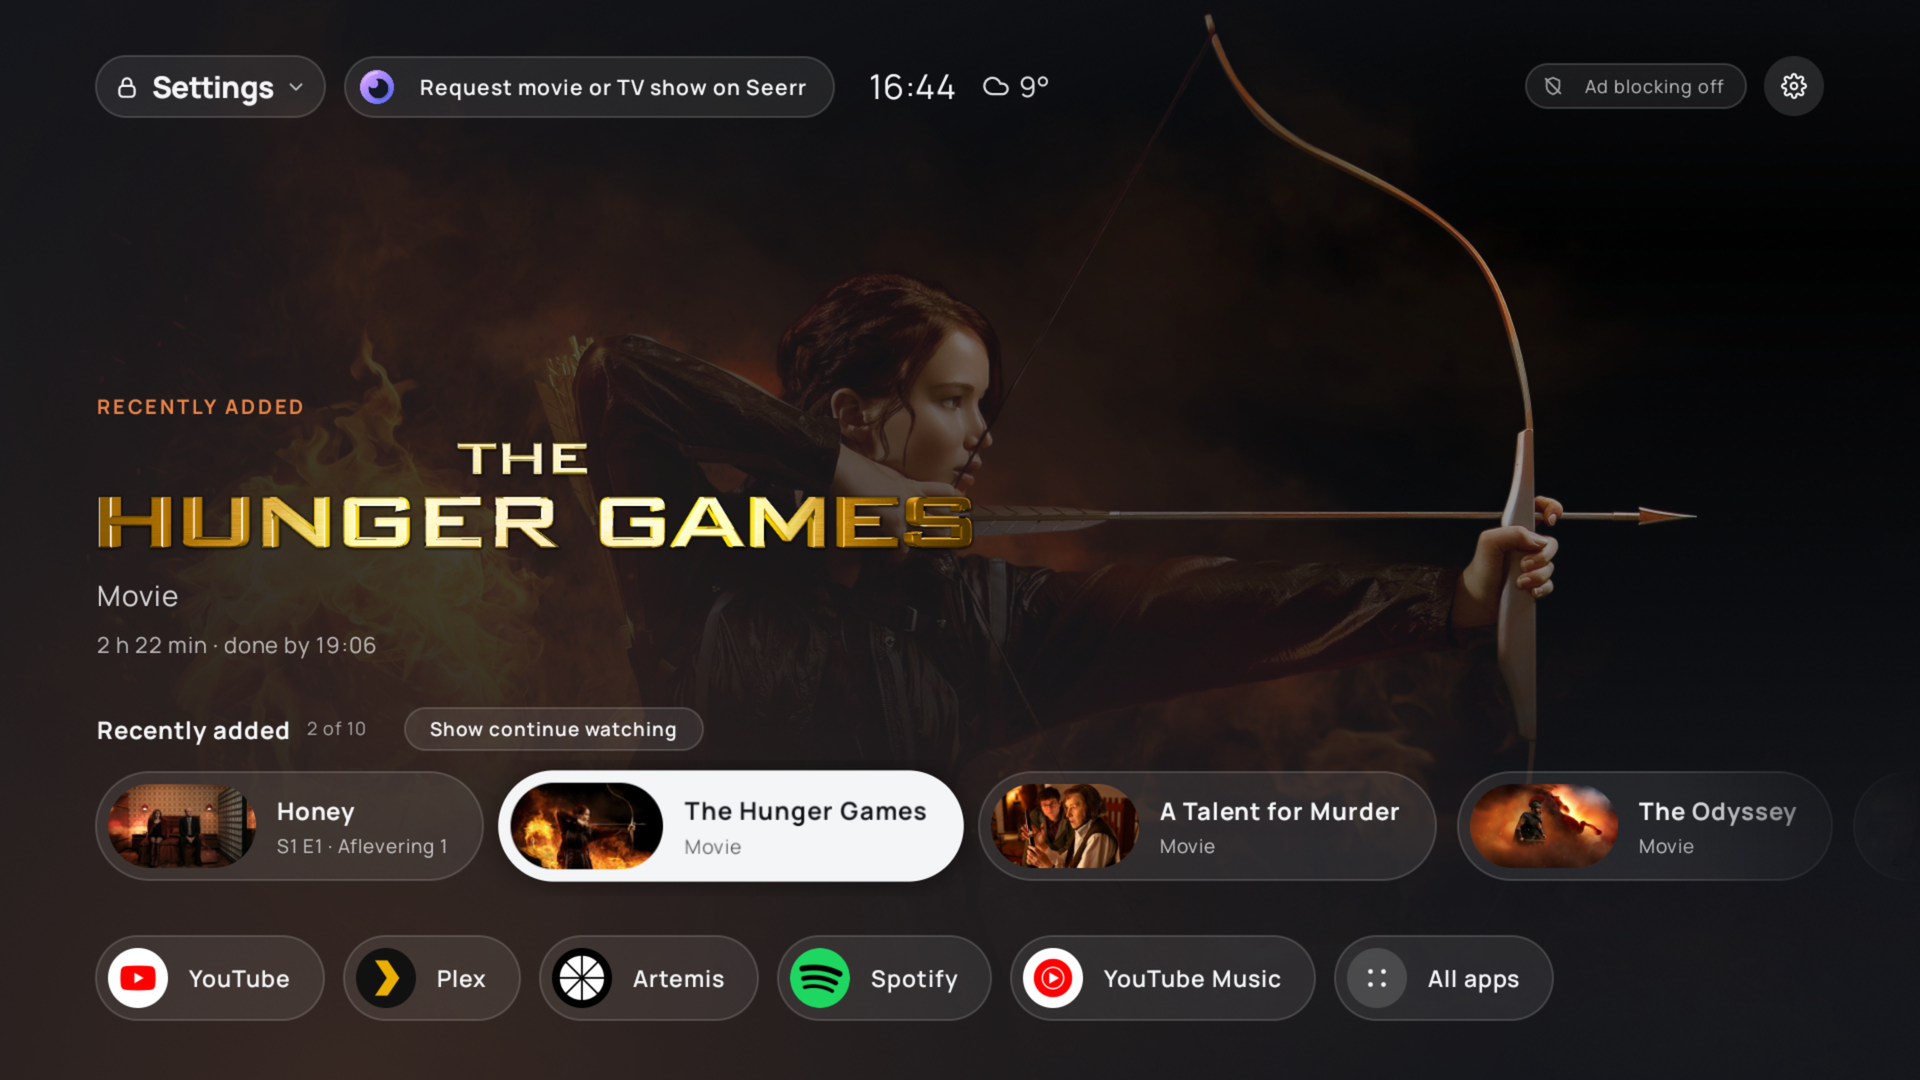 Settings
Request movie or TV show on Seerr
16:44
9°
Ad blocking off
RECENTLY ADDED
THE
HUNGER GAMES
Movie
2 h 22 min · done by 19:06
Recently added
2 of 10
Show continue watching
Honey
S1 E1 · Aflevering 1
The Hunger Games
Movie
A Talent for Murder
Movie
The Odyssey
Movie
YouTube
Plex
Artemis
Spotify
YouTube Music
All apps